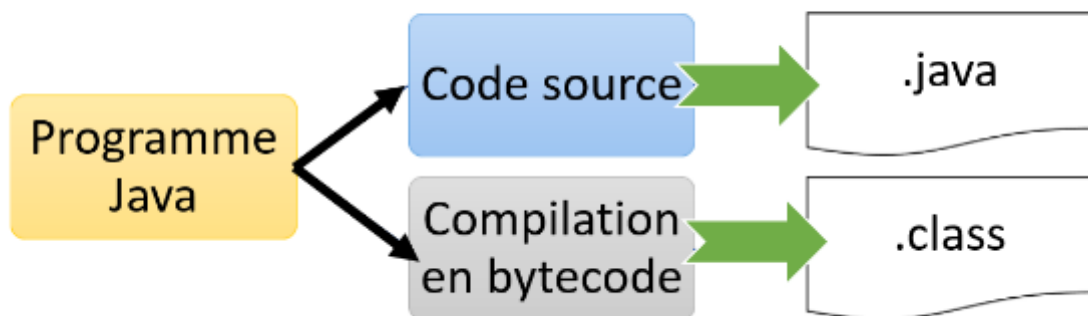 Programme
Java
Code source
.java
Compilation
en bytecode
.class